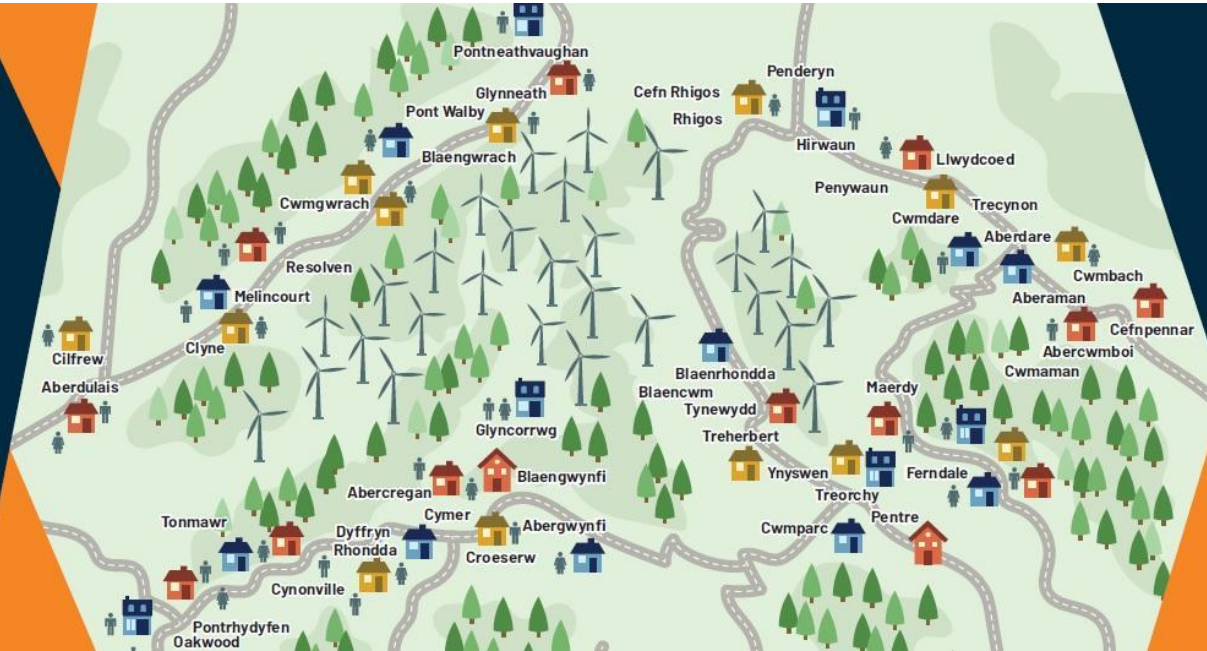 Pontneathvaughan
Glynneath
Pont Walby
Blaengwrach
Cwmgwrach
Resolven
Melincourt
Clyne
Cilfrew
Aberdulais
Cefn Rhigos
Rhigos
Penderyn
Hirwaun
Llwydcoed
Penywaun
Trecynon
Cwmdare
Aberdare
Cwmbach
Aberaman
Cefnpennar
Abercwmboi
Cwmaman
Blaenrhondda
Blaencwm
Tynewydd
Maerdy
Treherbert
Ynyswen
Ferndale
Treorchy
Pentre
Cwmparc
Glyncorrwg
Blaengwynfi
Abercregan
Cymer
Abergwynfi
Croeserw
Tonmawr
Dyffryn
Rhondda
Cynonville
Pontrhydyfen
Oakwood